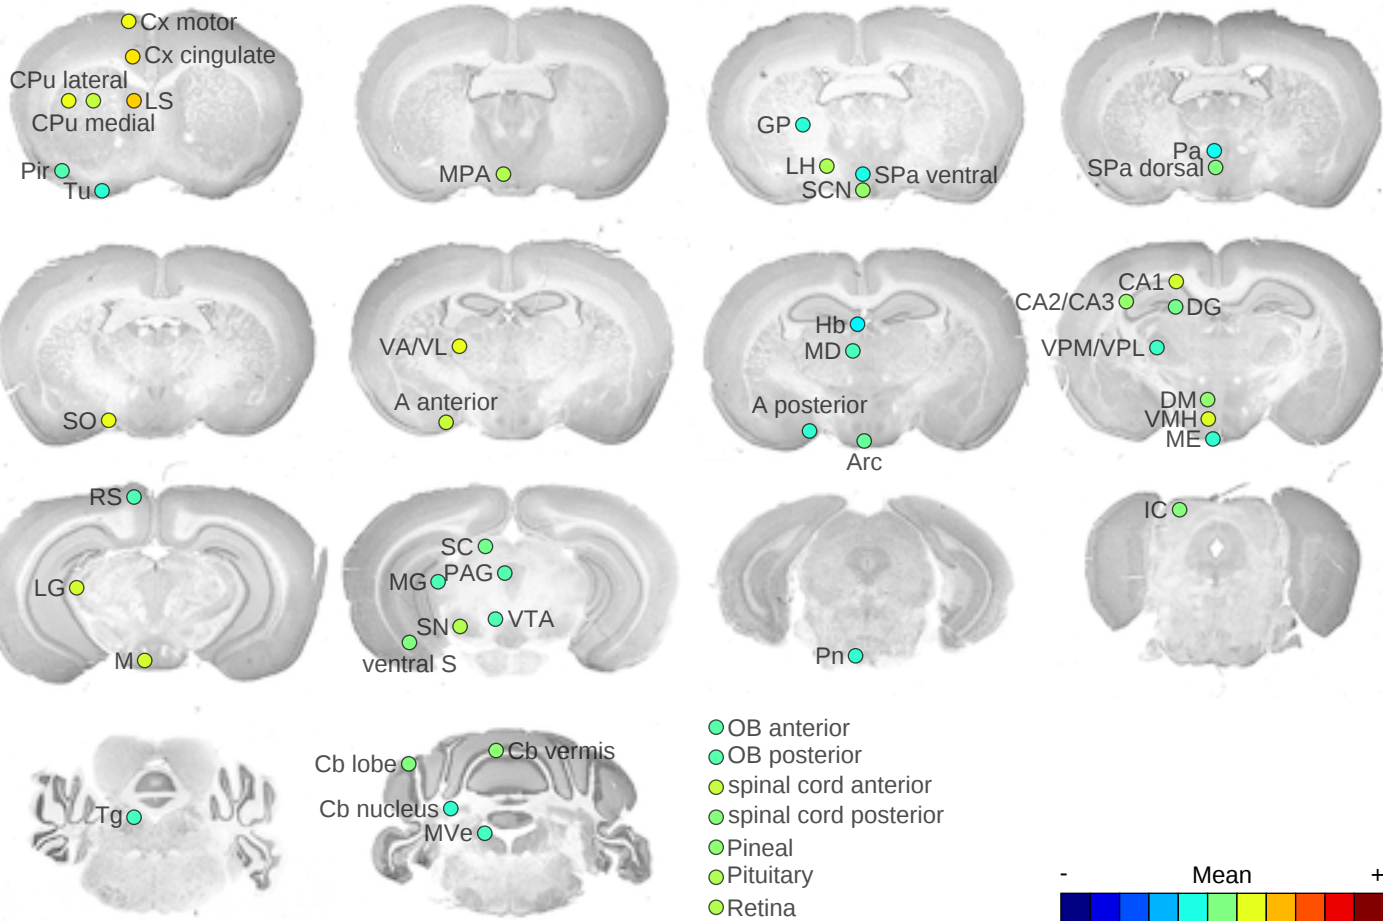 Cx motor
Cx cingulate
CPu lateral
LS
CPu medial
Pir
Tu
MPA
GP
LH
SPa ventral
SCN
Pa
SPa dorsal
SO
VA/VL
A anterior
Hb
MD
A posterior
Arc
CA1
CA2/CA3
DG
VPM/VPL
DM
VMH
ME
RS
LG
M
SC
PAG
MG
VTA
SN
ventral S
Pn
IC
Tg
Cb lobe
Cb vermis
Cb nucleus
MVe
OB anterior
OB posterior
spinal cord anterior
spinal cord posterior
Pineal
Pituitary
Retina
- Mean +